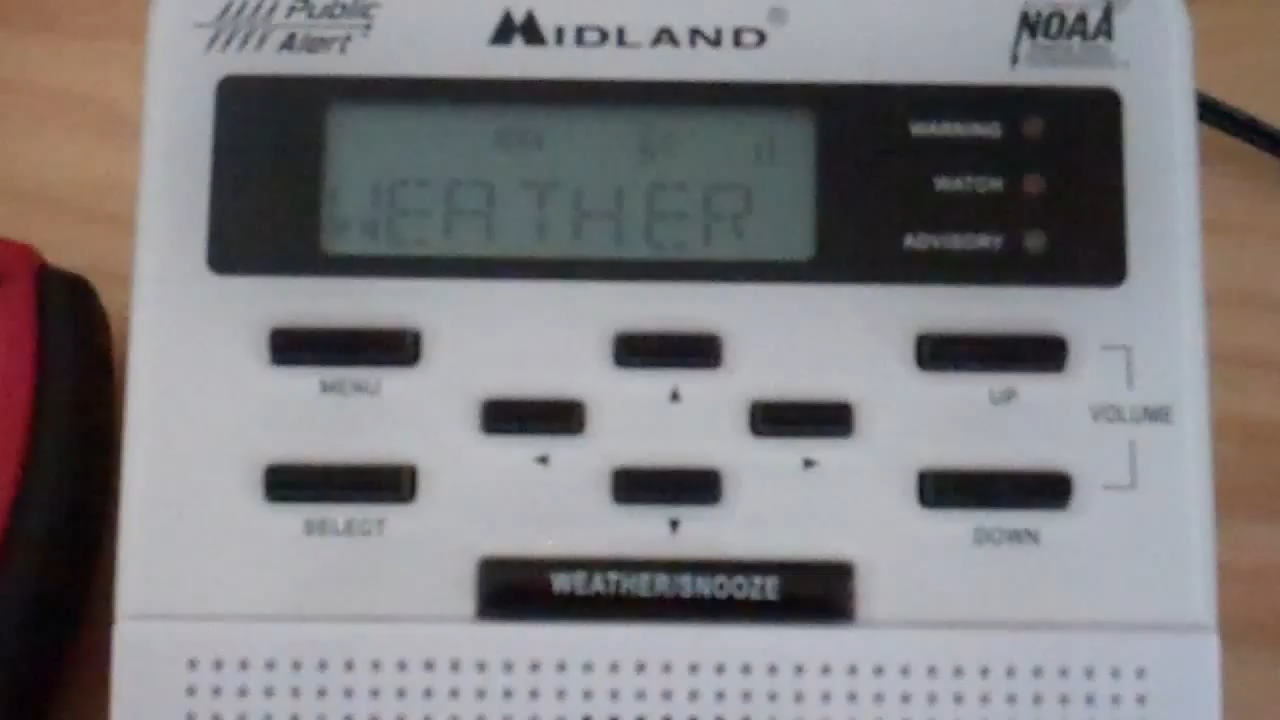 Public
Alert
MIDLAND®
NOAA
WEATHER
WARNING
WATCH
ADVISORY
MENU
▲
UP
VOLUME
◄
►
SELECT
▼
DOWN
WEATHER/SNOOZE